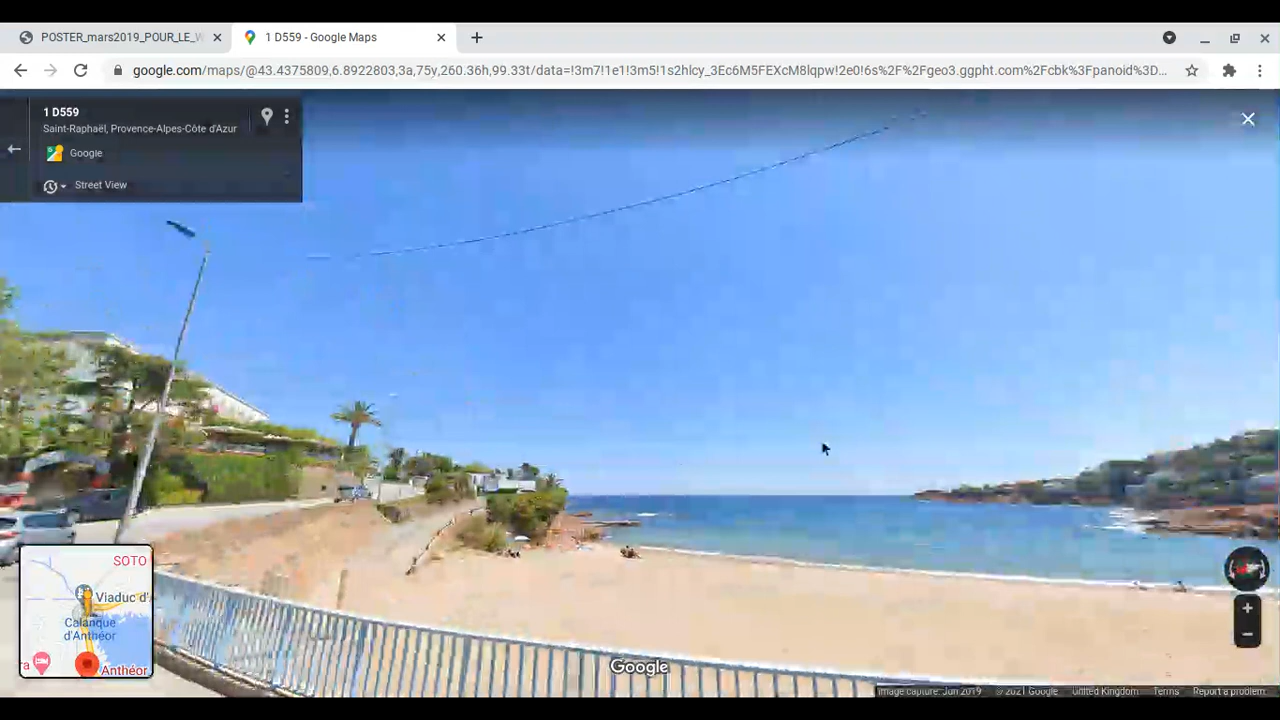 POSTER_mars2019_POUR_LE_W
1 D559 - Google Maps
google.com/maps/@43.4375809,6.8922803,3a,75y,260.36h,99.33t/data=!3m7!1e1!3m5!1s2hlcy_3Ec6M5FEXcM8lqpw!2e0!6s%2F%2Fgeo3.ggpht.com%2Fcbk%3Fpanoid%3D...
1 D559
Saint-Raphaël, Provence-Alpes-Côte d'Azur
Google
Street View
SOTO
Viaduc d'
Calanque
d'Anthéor
Anthéor
Google
Image capture: Jun 2019 © 2021 Google United Kingdom Terms Report a problem